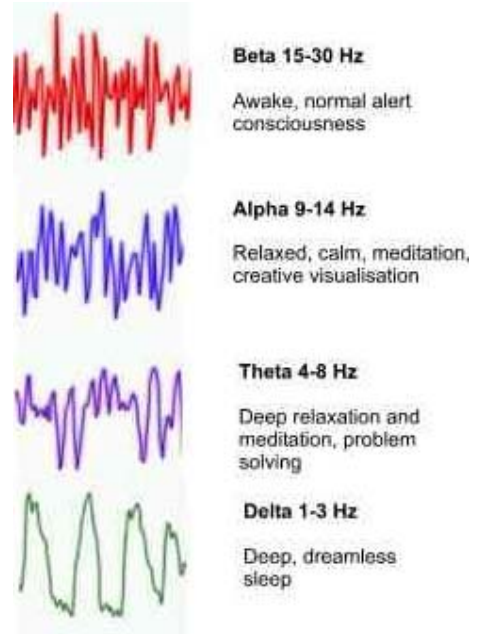 Beta 15-30 Hz
Awake, normal alert
consciousness
Alpha 9-14 Hz
Relaxed, calm, meditation,
creative visualisation
Theta 4-8 Hz
Deep relaxation and
meditation, problem
solving
Delta 1-3 Hz
Deep, dreamless
sleep